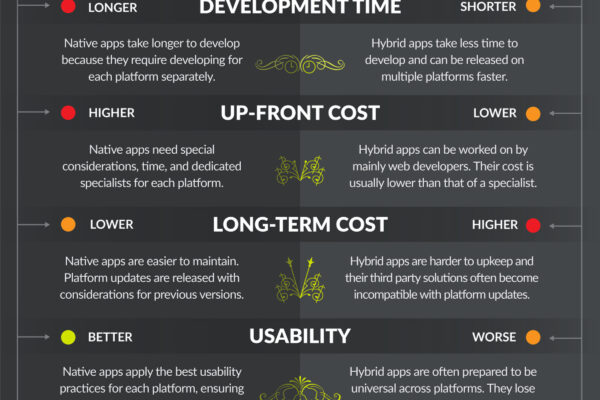 LONGER DEVELOPMENT TIME SHORTER
Native apps take longer to develop
because they require developing for
each platform separately.
Hybrid apps take less time to
develop and can be released on
multiple platforms faster.
HIGHER UP-FRONT COST LOWER
Native apps need special
considerations, time, and dedicated
specialists for each platform.
Hybrid apps can be worked on by
mainly web developers. Their cost is
usually lower than that of a specialist.
LOWER LONG-TERM COST HIGHER
Native apps are easier to maintain.
Platform updates are released with
considerations for previous versions.
Hybrid apps are harder to upkeep and
their third party solutions often become
incompatible with platform updates.
BETTER USABILITY WORSE
Native apps apply the best usability
practices for each platform, ensuring
Hybrid apps are often prepared to be
universal across platforms. They lose